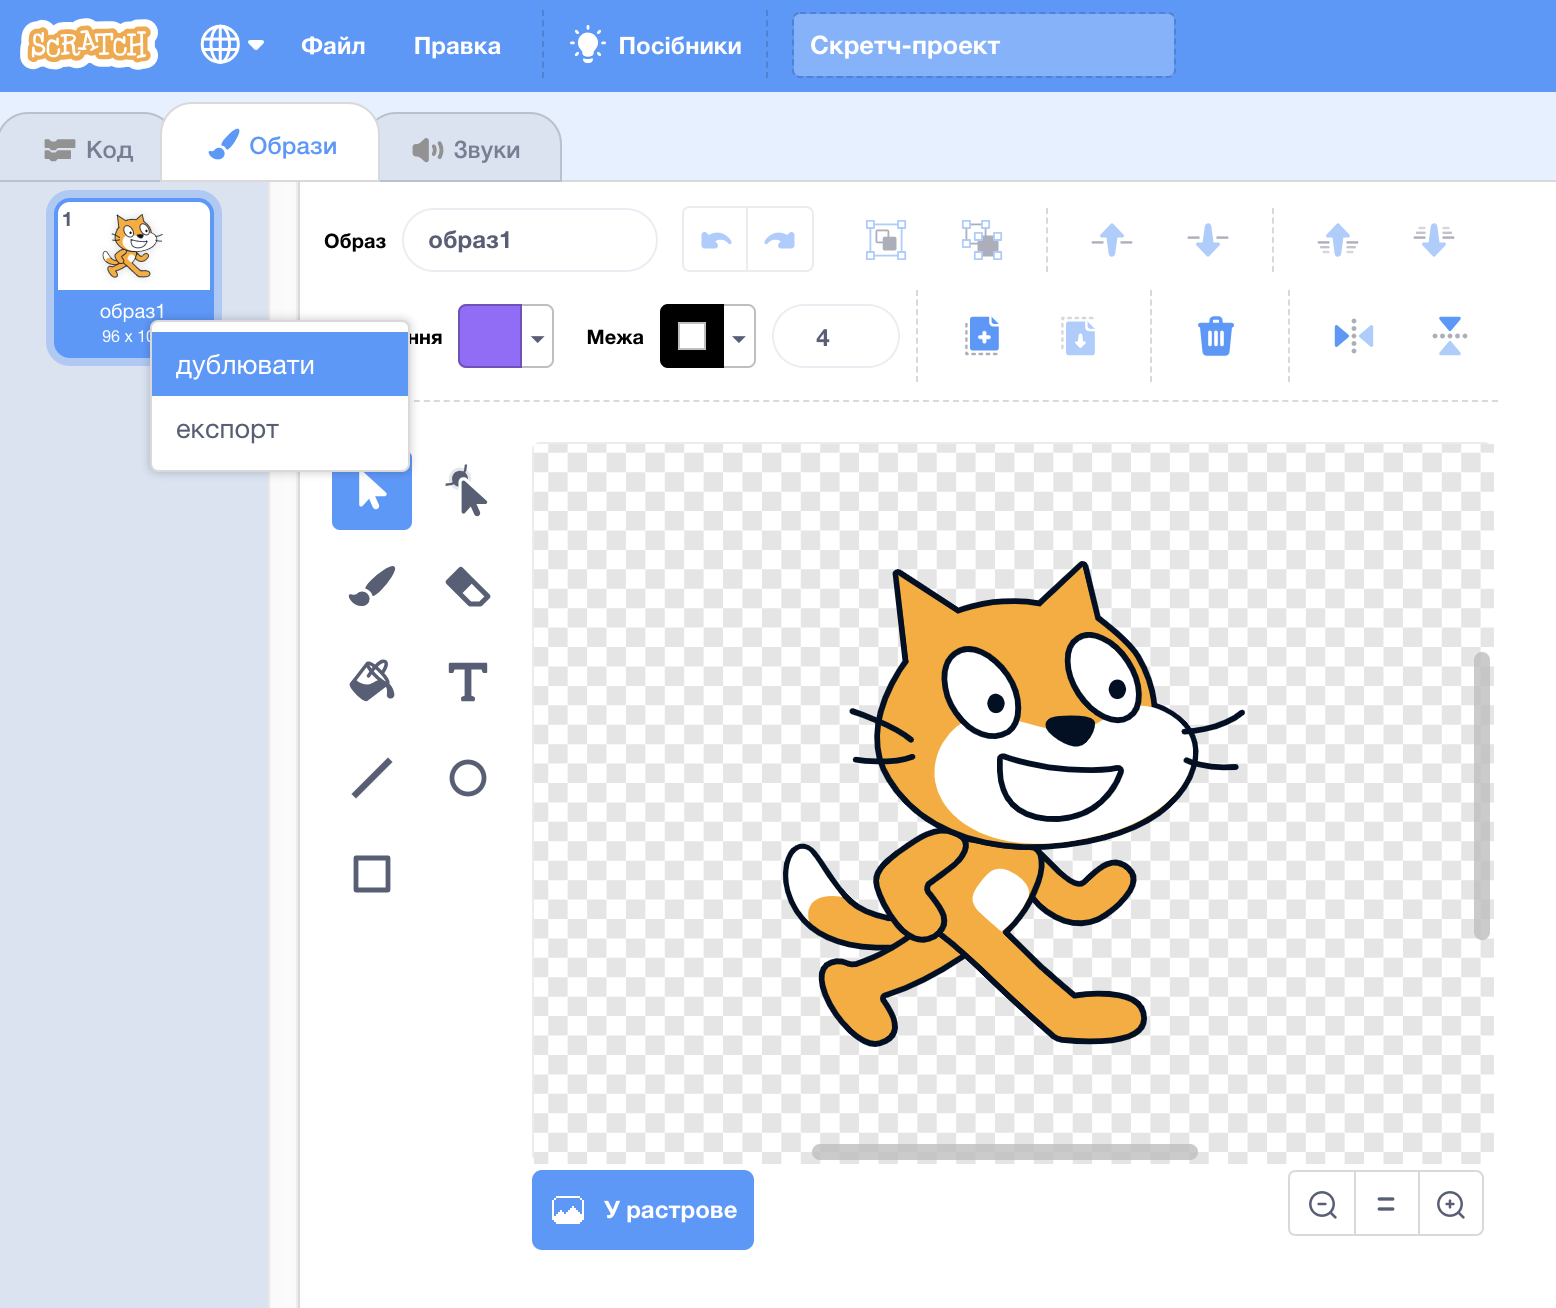 SCRATCH
Файл
Правка
Посібники
Скретч-проект
Код
Образи
Звуки
1
образ1
96 x 10
дублювати
експорт
Образ
образ1
ння
Межа
4
T
У растрове